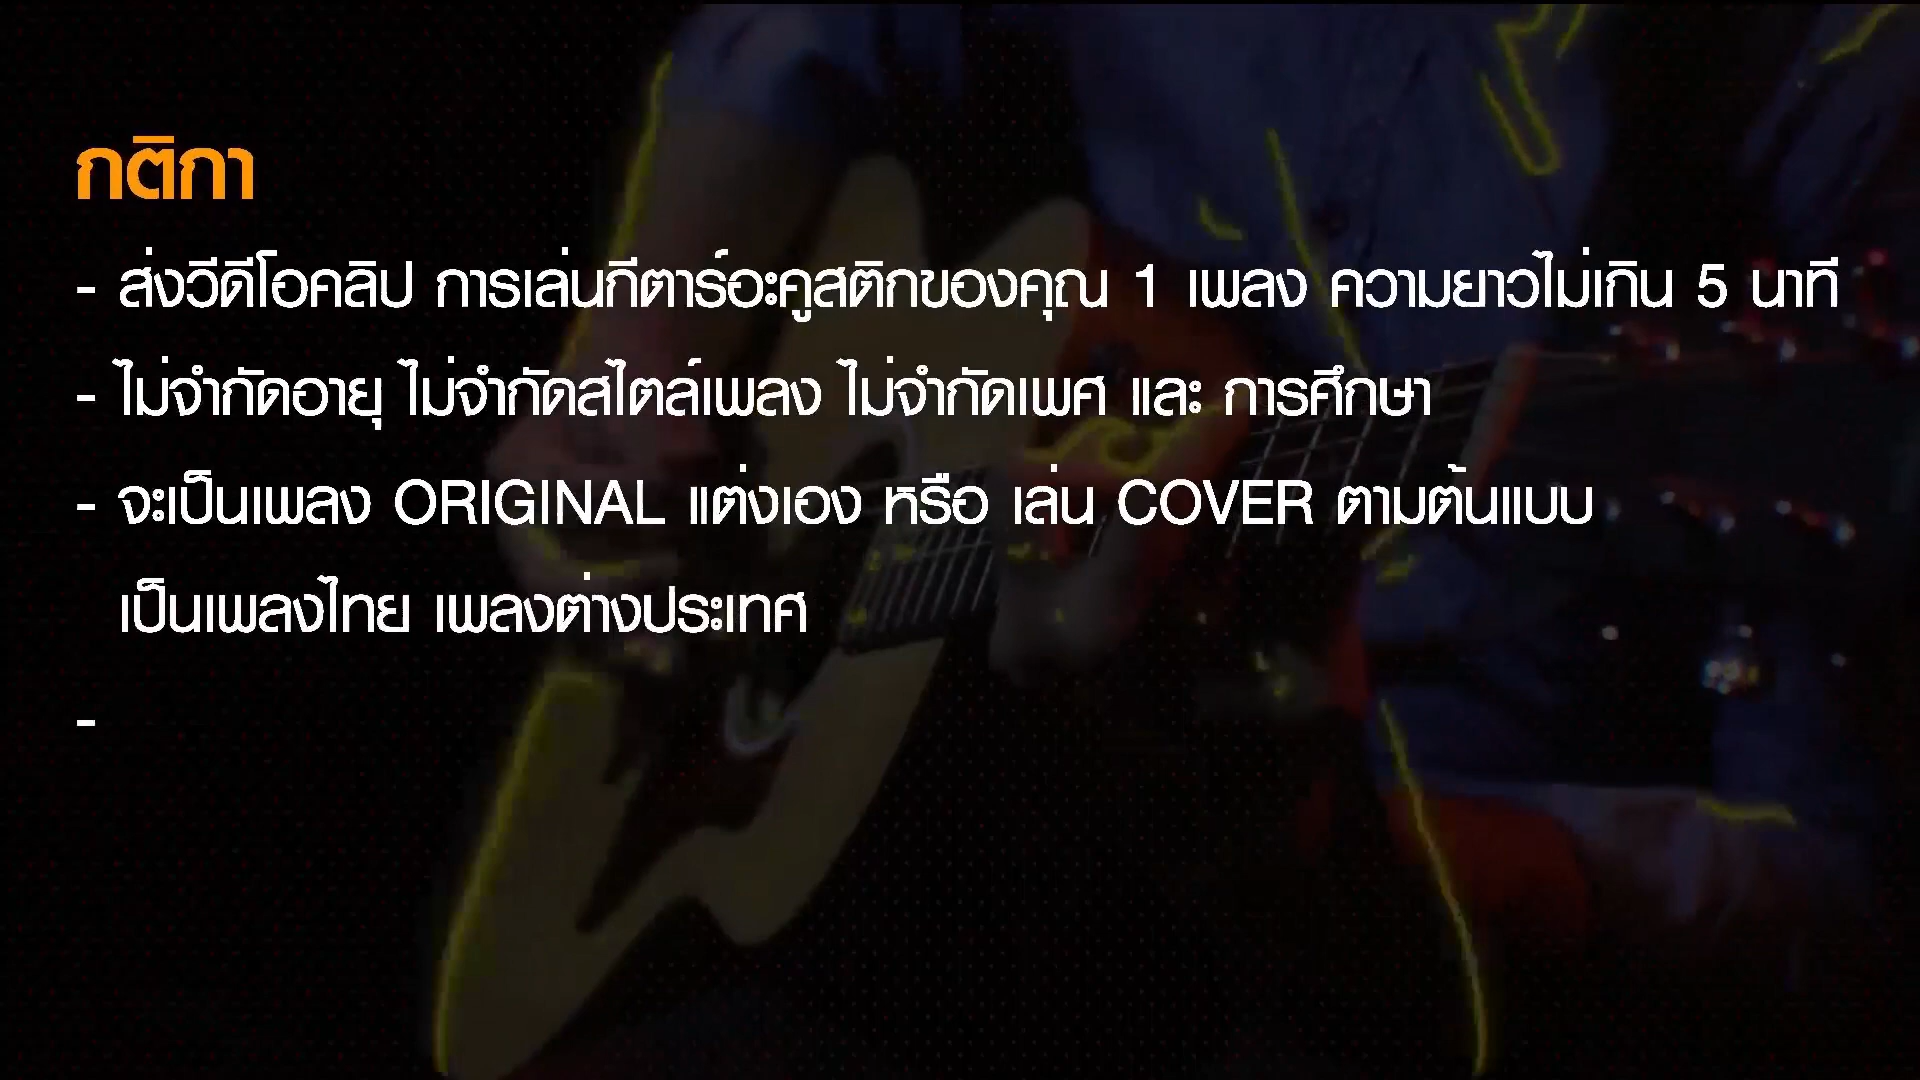 กติกา
- ส่งวีดีโอคลิป การเล่นกีตาร์อะคูสติกของคุณ 1 เพลง ความยาวไม่เกิน 5 นาที
- ไม่จำกัดอายุ ไม่จำกัดสไตล์เพลง ไม่จำกัดเพศ และ การศึกษา
- จะเป็นเพลง ORIGINAL แต่งเอง หรือ เล่น COVER ตามต้นแบบ
เป็นเพลงไทย เพลงต่างประเทศ
-